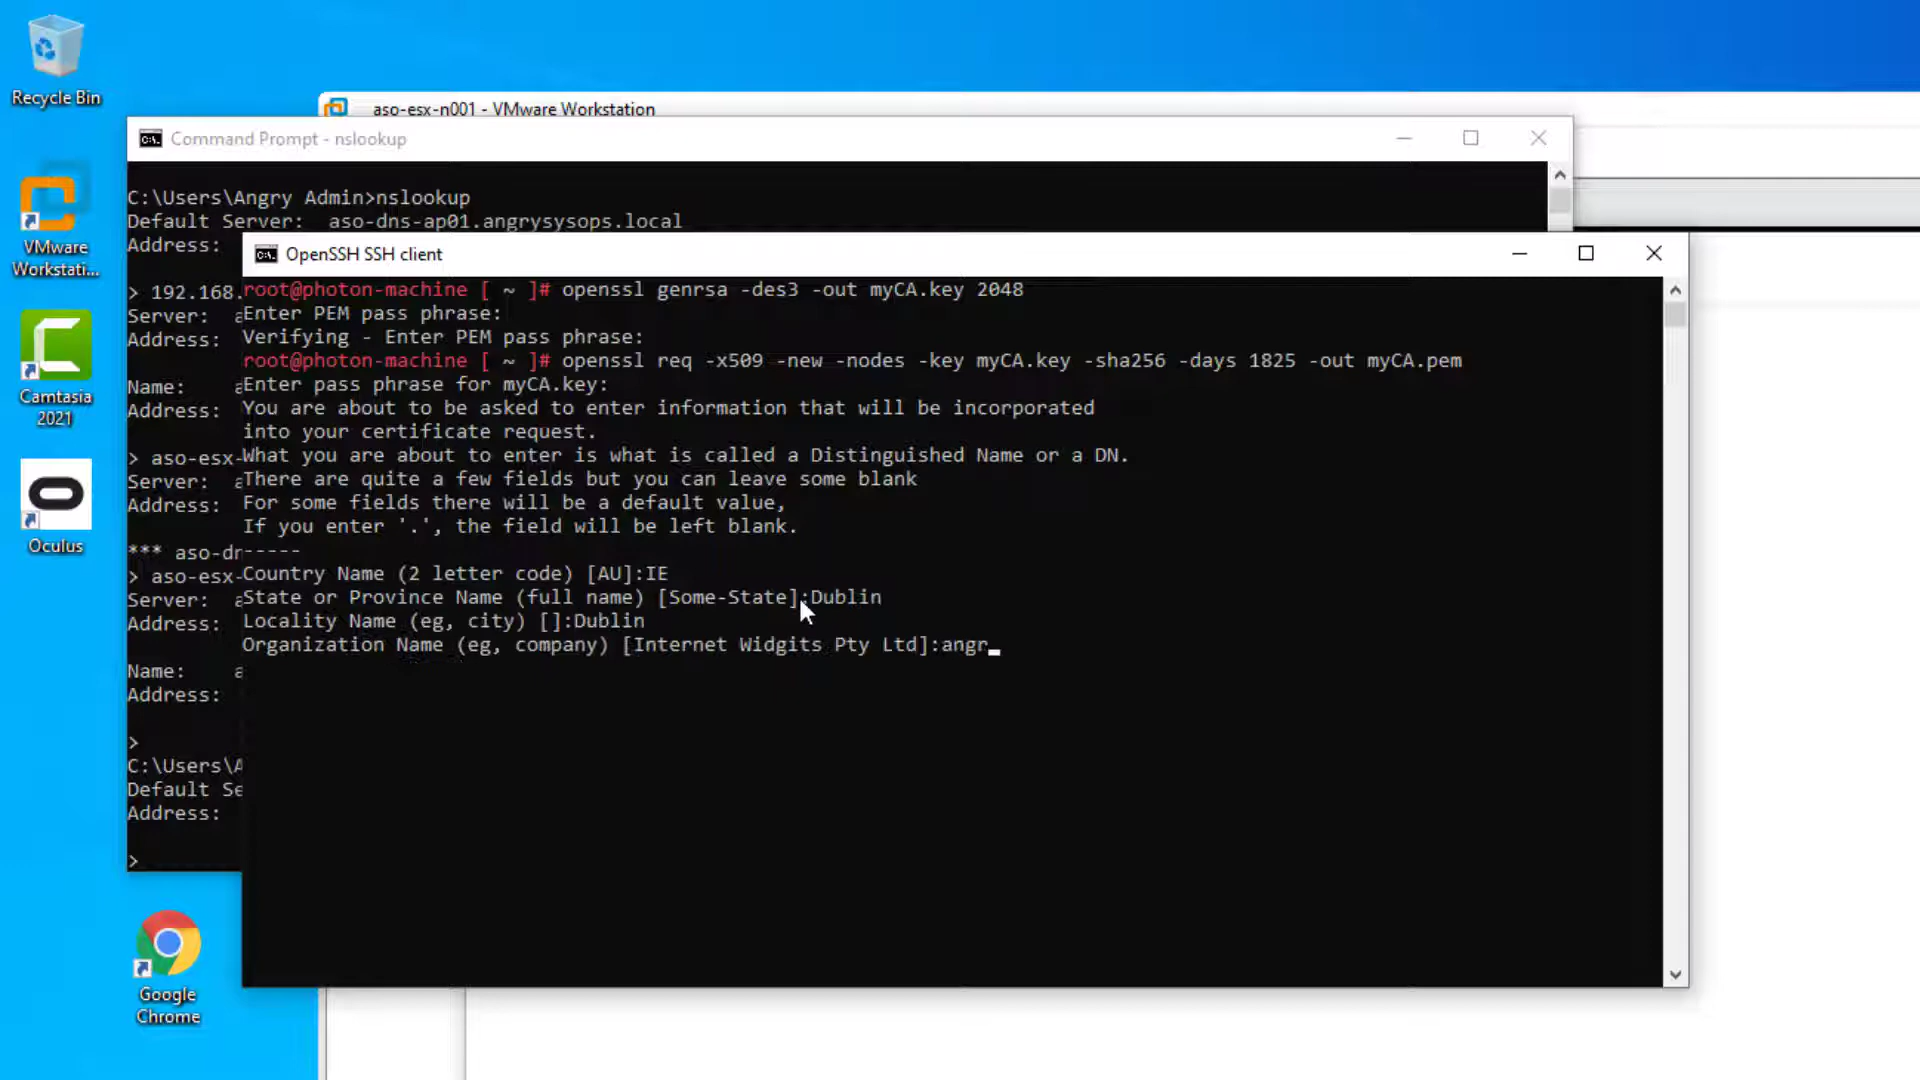 Recycle Bin
VMware
Workstati...
Camtasia
2021
Oculus
Google
Chrome
aso-esx-n001 - VMware Workstation
Command Prompt - nslookup
C:\Users\Angry Admin>nslookup
Default Server:  aso-dns-ap01.angrysysops.local
Address:
> 192.168.
Server:
Address:
Name:
Address:
> aso-esx-
Server:
Address:
*** aso-dn
> aso-esx-
Server:
Address:
Name:
Address:
>
C:\Users\A
Default Se
Address:
>
OpenSSH SSH client
root@photon-machine [ ~ ]# openssl genrsa -des3 -out myCA.key 2048
Enter PEM pass phrase:
Verifying - Enter PEM pass phrase:
root@photon-machine [ ~ ]# openssl req -x509 -new -nodes -key myCA.key -sha256 -days 1825 -out myCA.pem
Enter pass phrase for myCA.key:
You are about to be asked to enter information that will be incorporated
into your certificate request.
What you are about to enter is what is called a Distinguished Name or a DN.
There are quite a few fields but you can leave some blank
For some fields there will be a default value,
If you enter '.', the field will be left blank.
-----
Country Name (2 letter code) [AU]:IE
State or Province Name (full name) [Some-State]:Dublin
Locality Name (eg, city) []:Dublin
Organization Name (eg, company) [Internet Widgits Pty Ltd]:angr